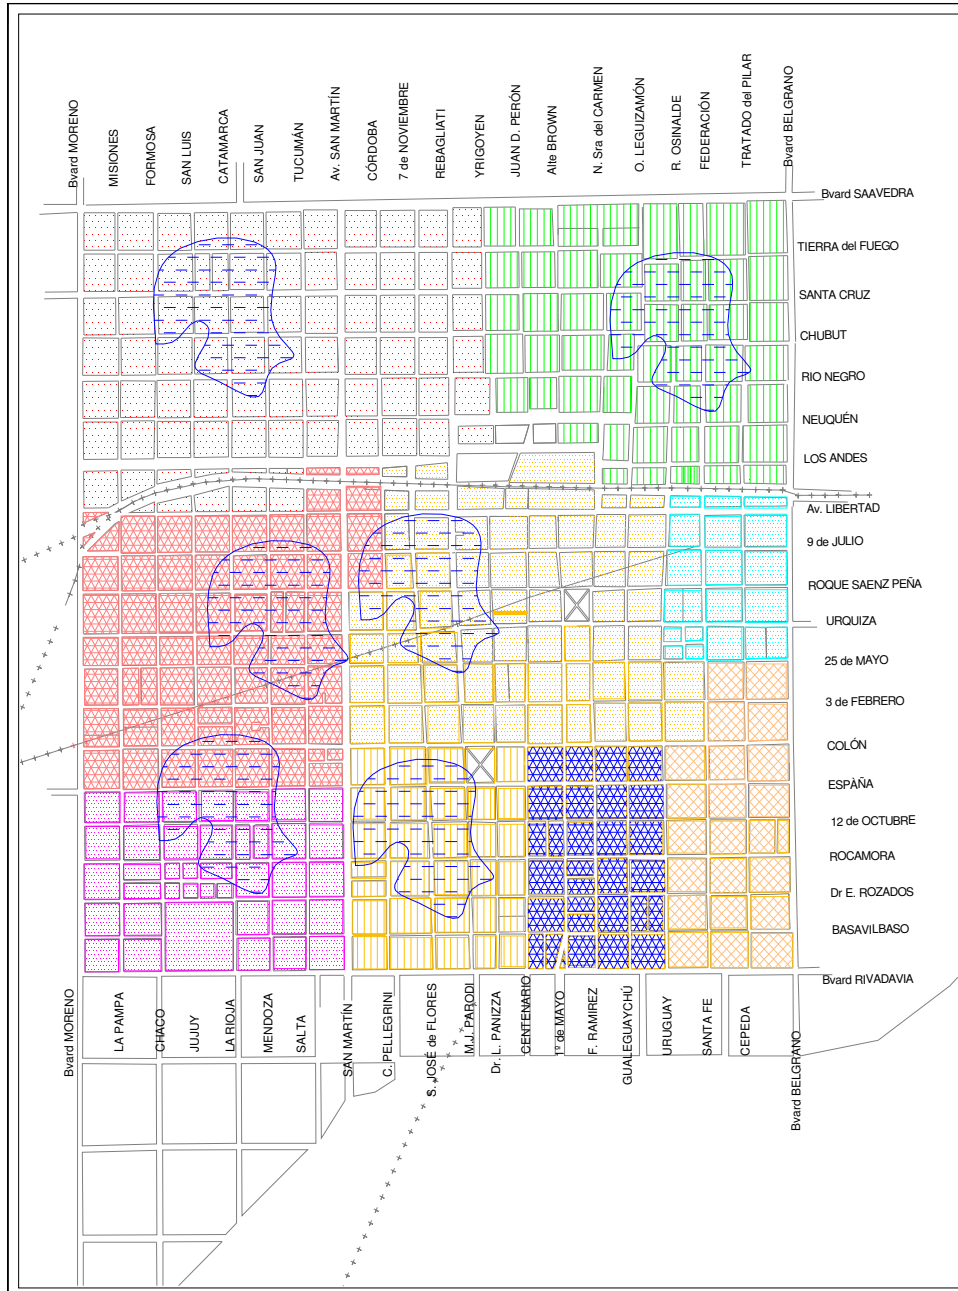 Bvard MORENO
MISIONES
FORMOSA
SAN LUIS
CATAMARCA
SAN JUAN
TUCUMÁN
Av. SAN MARTÍN
CÓRDOBA
7 de NOVIEMBRE
REBAGLIATI
YRIGOYEN
JUAN D. PERÓN
Alte BROWN
N. Sra del CARMEN
O. LEGUIZAMÓN
R. OSINALDE
FEDERACIÓN
TRATADO del PILAR
Bvard BELGRANO
Bvard SAAVEDRA
TIERRA del FUEGO
SANTA CRUZ
CHUBUT
RIO NEGRO
NEUQUÉN
LOS ANDES
Av. LIBERTAD
9 de JULIO
ROQUE SAENZ PEÑA
URQUIZA
25 de MAYO
3 de FEBRERO
COLÓN
ESPÀÑA
12 de OCTUBRE
ROCAMORA
Dr E. ROZADOS
BASAVILBASO
Bvard RIVADAVIA
Bvard MORENO
LA PAMPA
CHACO
JUJUY
LA RIOJA
MENDOZA
SALTA
SAN MARTÍN
C. PELLEGRINI
S. JOSÉ de FLORES
M.J. PARODI
Dr. L. PANIZZA
CENTENARIO
1º de MAYO
F. RAMIREZ
GUALEGUAYCHÚ
URUGUAY
SANTA FE
CEPEDA
Bvard BELGRANO